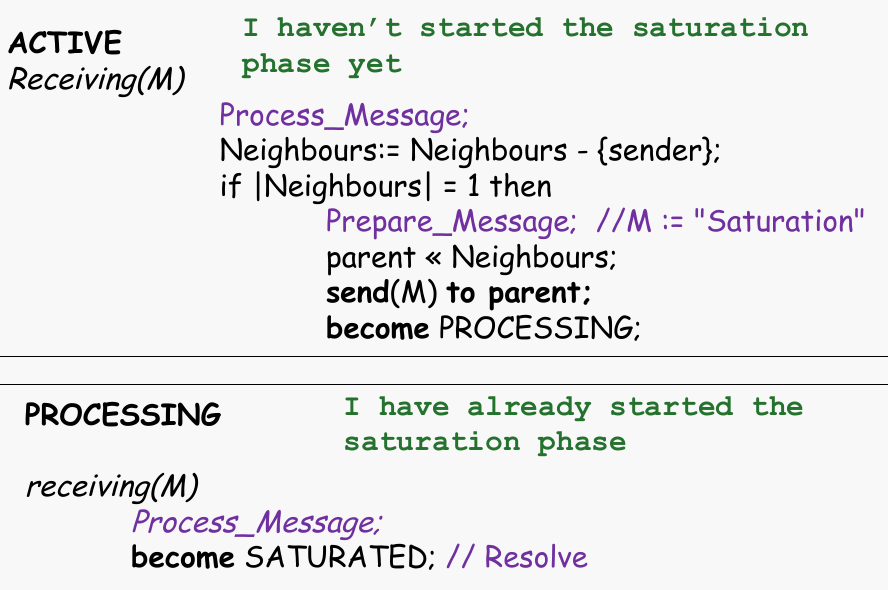 ACTIVE
I haven't started the saturation
phase yet
Receiving(M)
Process_Message;
Neighbours:= Neighbours - {sender};
if |Neighbours| = 1 then
Prepare_Message; //M := "Saturation"
parent « Neighbours;
send(M) to parent;
become PROCESSING;
PROCESSING
I have already started the
saturation phase
receiving(M)
Process_Message;
become SATURATED; // Resolve